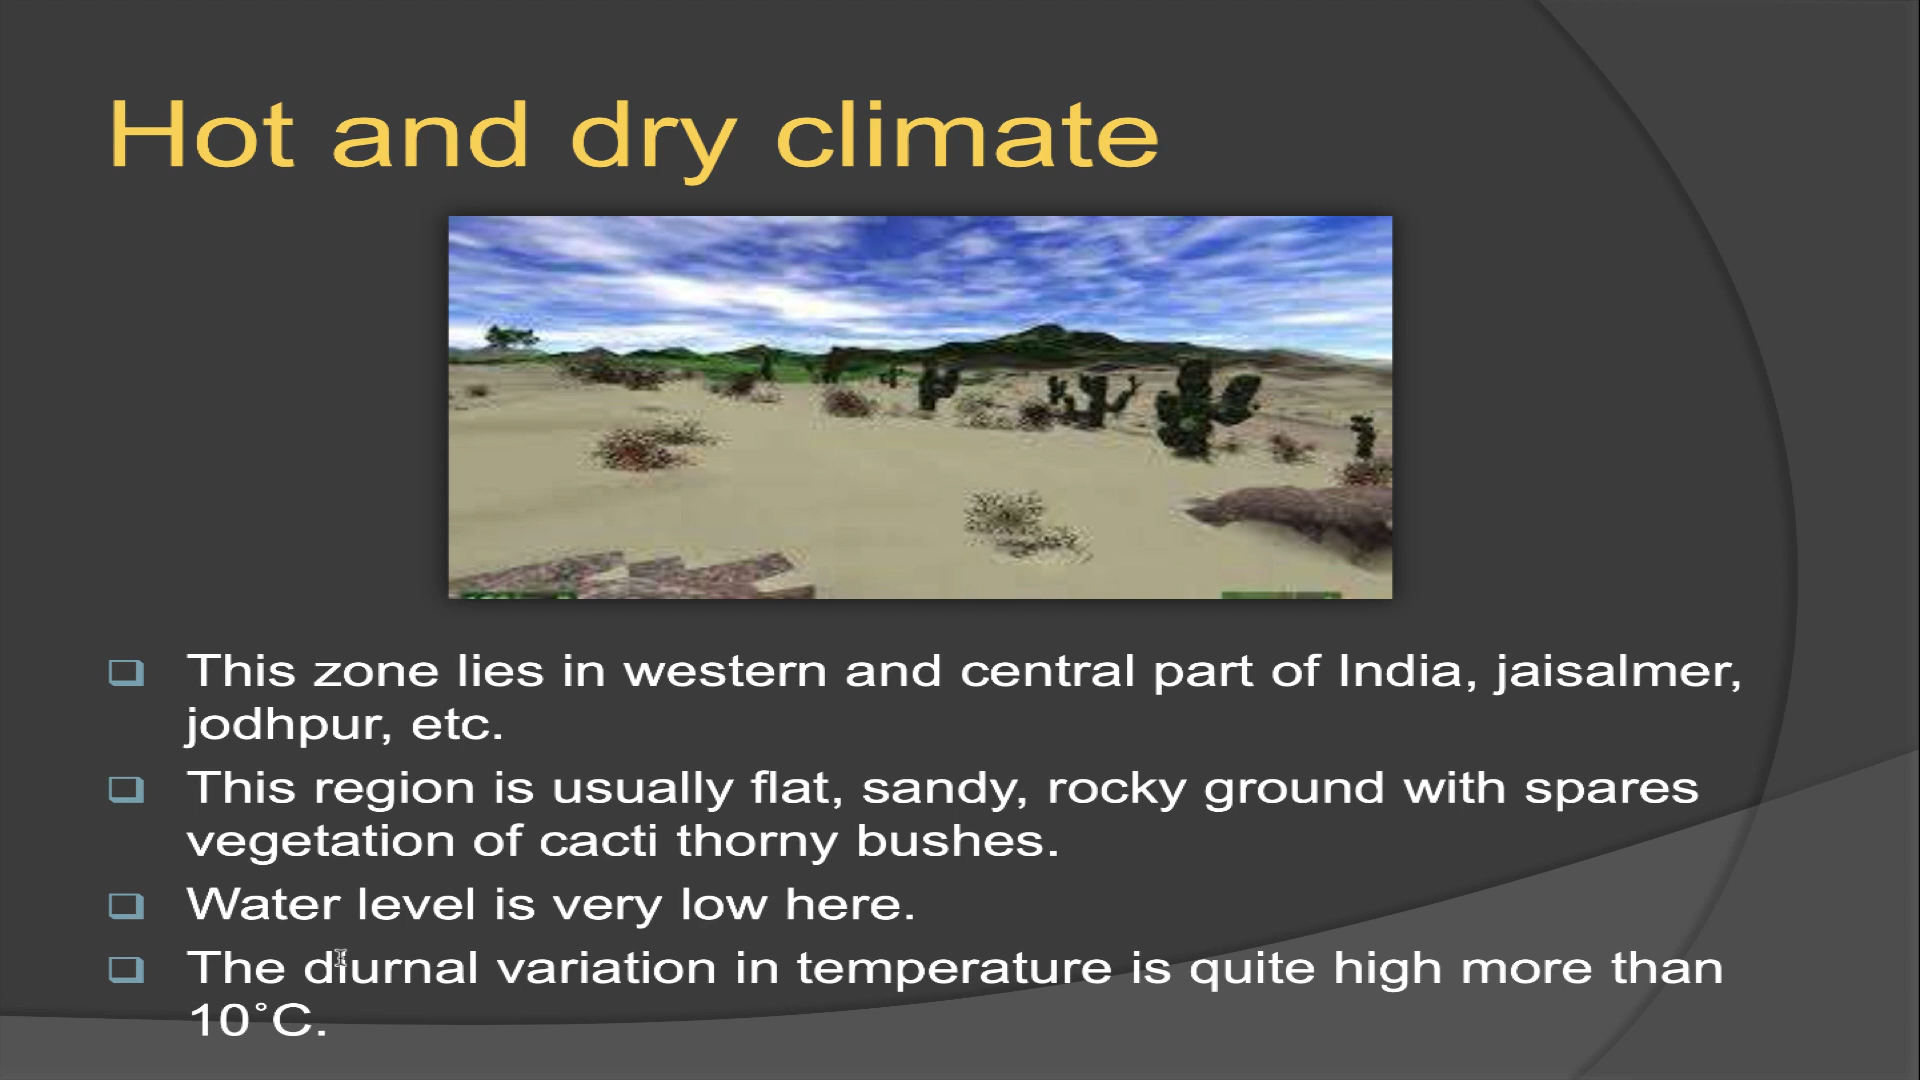 Hot and dry climate
This zone lies in western and central part of India, jaisalmer,
jodhpur, etc.
This region is usually flat, sandy, rocky ground with spares
vegetation of cacti thorny bushes.
Water level is very low here.
The diurnal variation in temperature is quite high more than
10˚C.